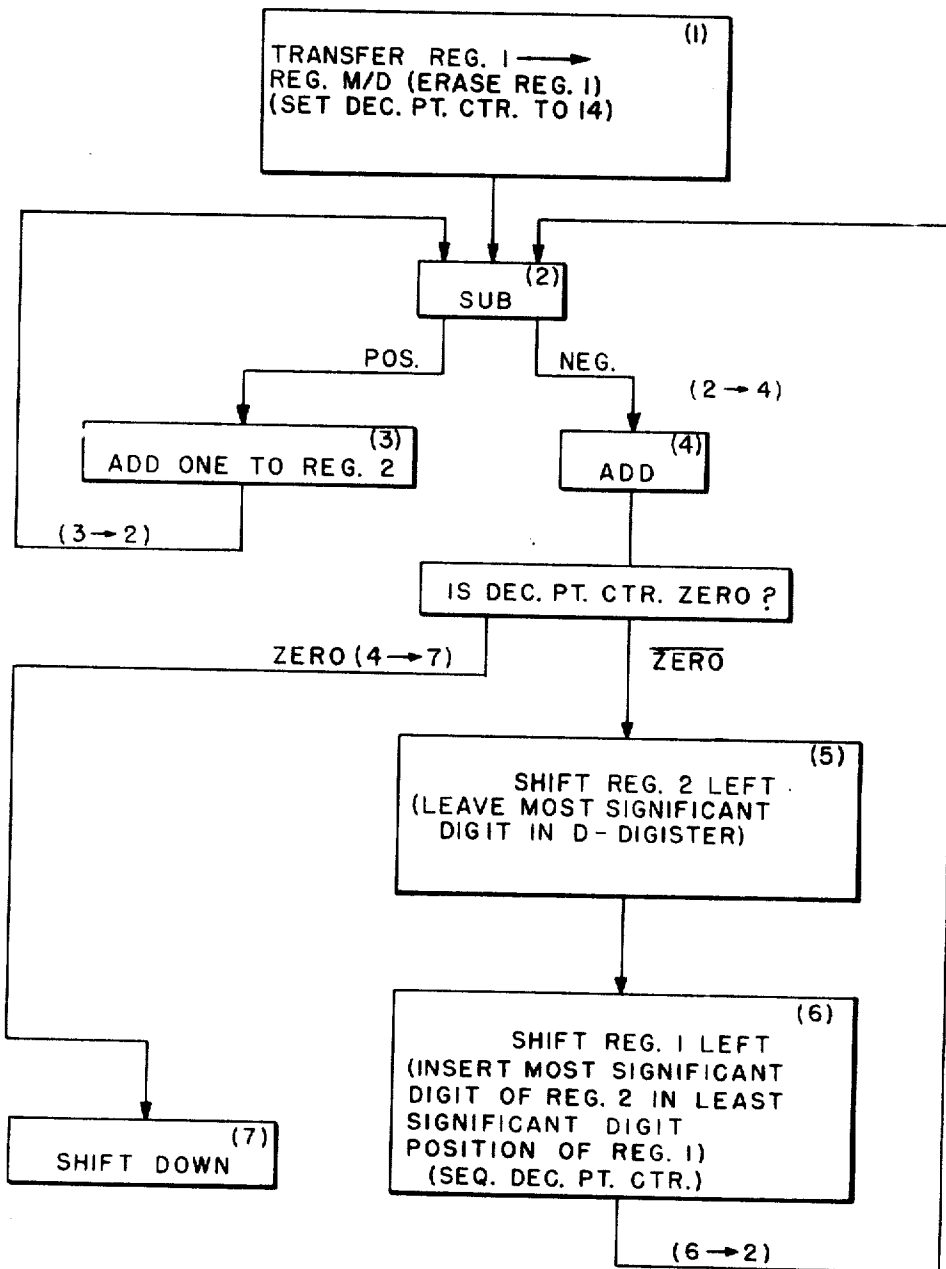 (1)
TRANSFER REG. 1 →
REG. M/D (ERASE REG. 1)
(SET DEC. PT. CTR. TO 14)
(2)
SUB
POS.
NEG.
(2 → 4)
(3)
ADD ONE TO REG. 2
(4)
ADD
(3 → 2)
IS DEC. PT. CTR. ZERO ?
ZERO (4 → 7)
ZERO
(5)
SHIFT REG. 2 LEFT
(LEAVE MOST SIGNIFICANT
DIGIT IN D - DIGISTER)
(6)
SHIFT REG. 1 LEFT
(INSERT MOST SIGNIFICANT
DIGIT OF REG. 2 IN LEAST
SIGNIFICANT DIGIT
POSITION OF REG. 1)
(SEQ. DEC. PT. CTR.)
(7)
SHIFT DOWN
(6 → 2)